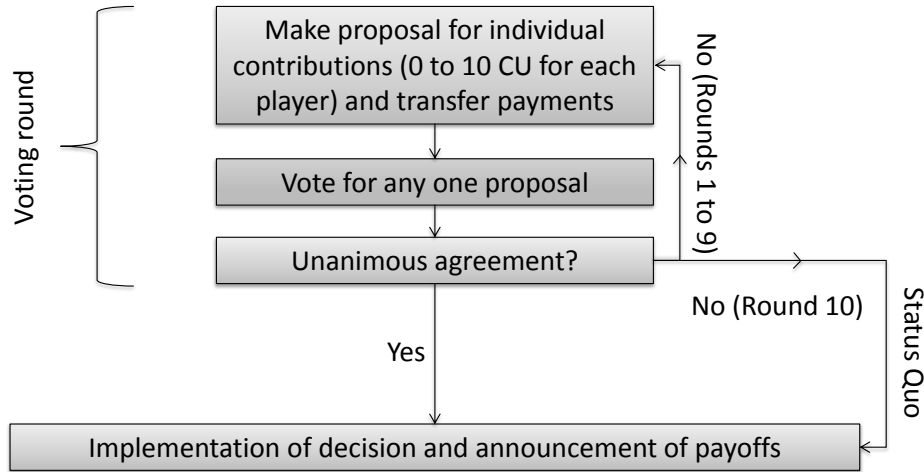 Make proposal for individual
contributions (0 to 10 CU for each
player) and transfer payments
Voting round
No (Rounds 1 to 9)
Vote for any one proposal
Unanimous agreement?
No (Round 10)
Status Quo
Yes
Implementation of decision and announcement of payoffs